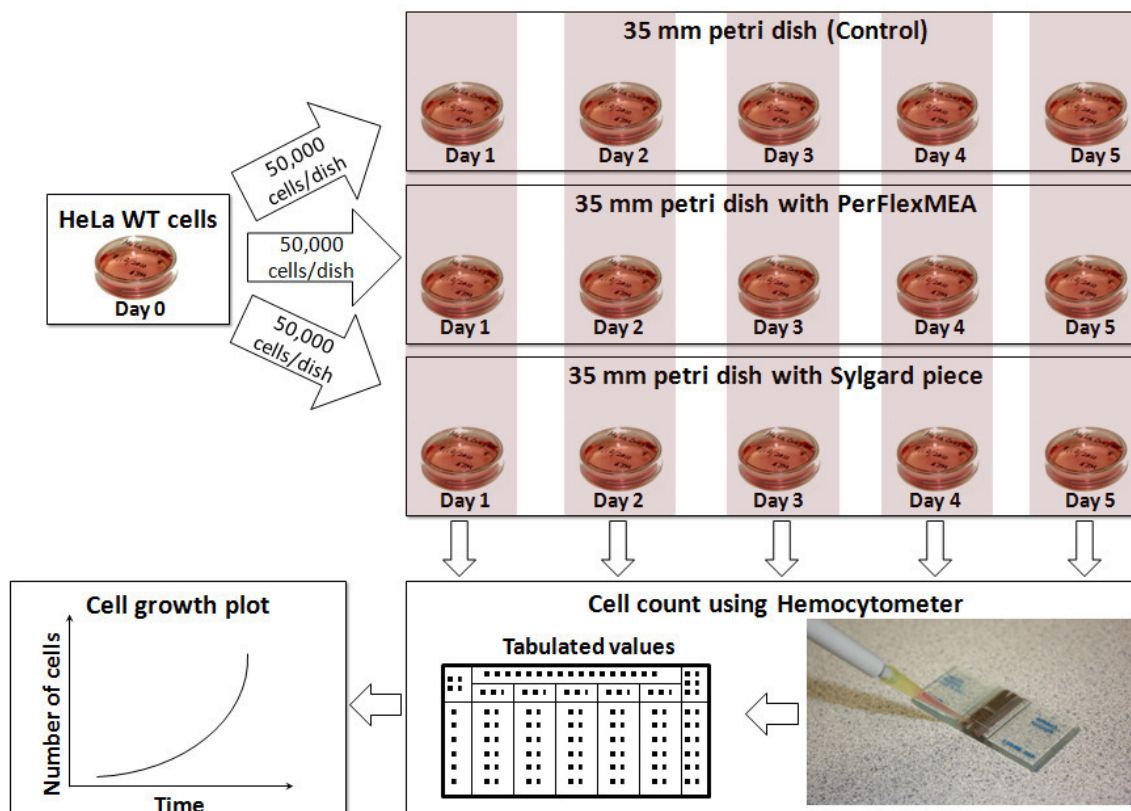 35 mm petri dish (Control)
Day 1
Day 2
Day 3
Day 4
Day 5
50,000
cells/dish
HeLa WT cells
Day 0
50,000
cells/dish
50,000
cells/dish
35 mm petri dish with PerFlexMEA
Day 1
Day 2
Day 3
Day 4
Day 5
35 mm petri dish with Sylgard piece
Day 1
Day 2
Day 3
Day 4
Day 5
Cell growth plot
Number of cells
Time
Cell count using Hemocytometer
Tabulated values